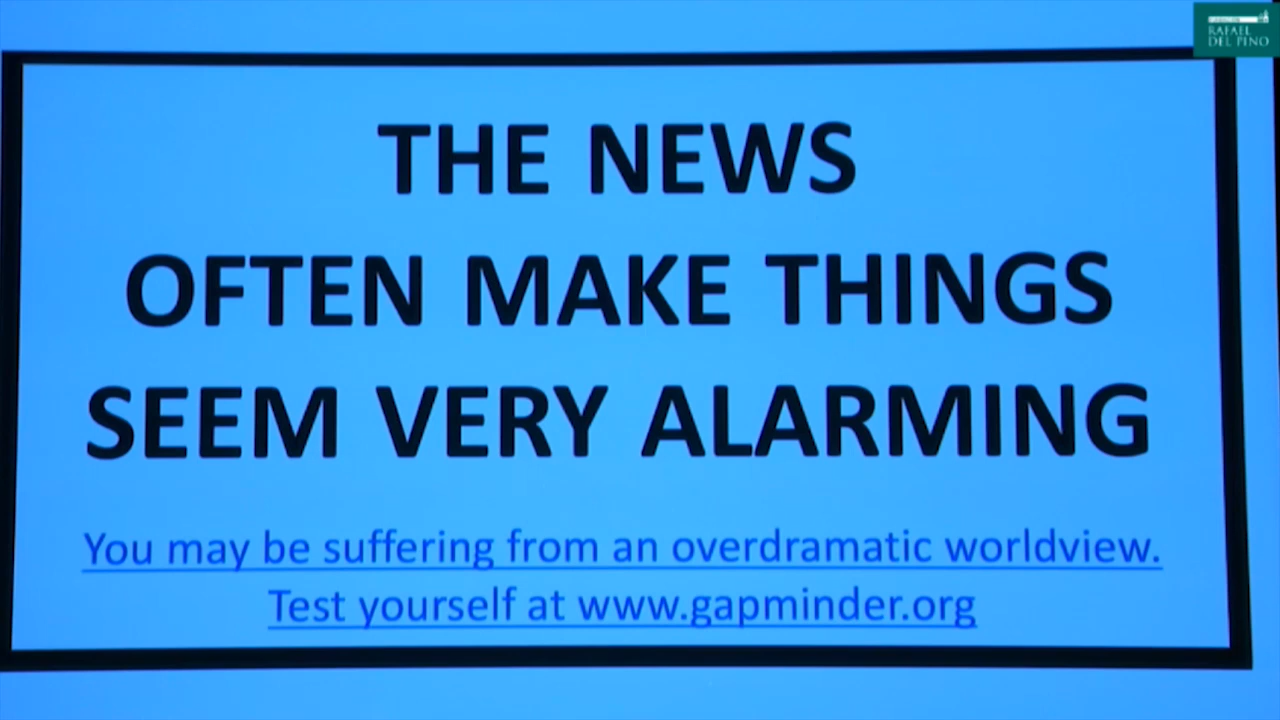 RAFAEL
DEL PINO
THE NEWS
OFTEN MAKE THINGS
SEEM VERY ALARMING
You may be suffering from an overdramatic worldview.
Test yourself at www.gapminder.org